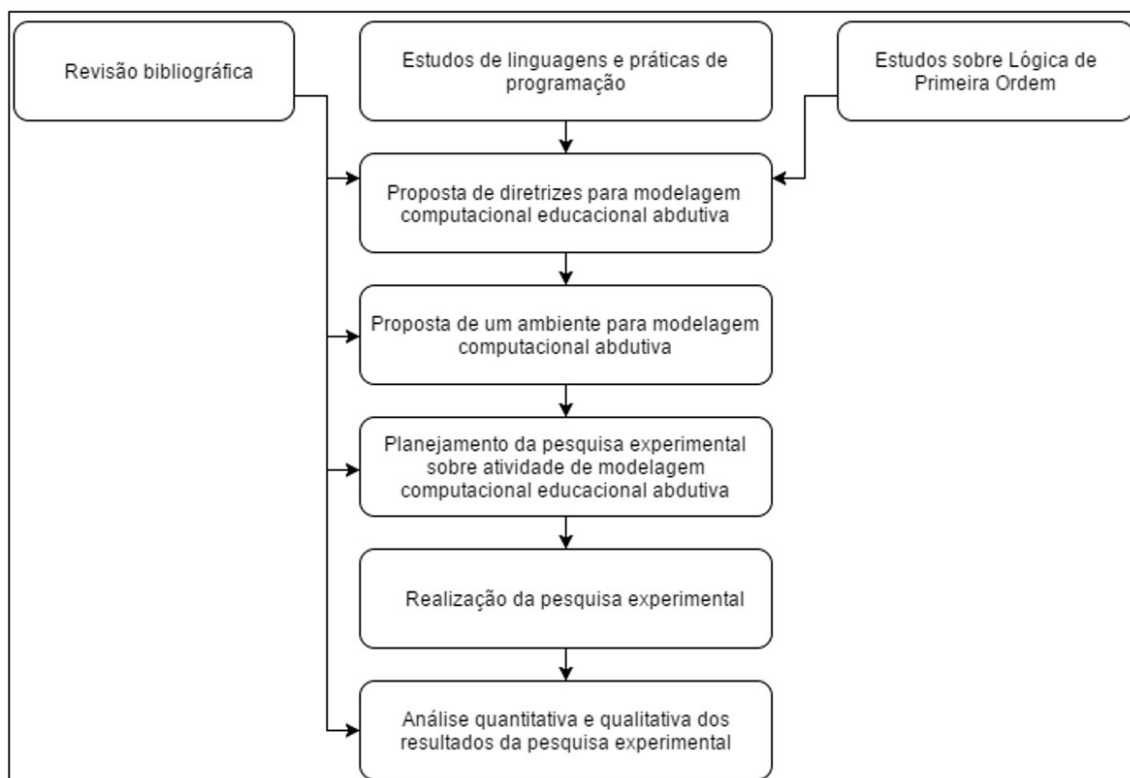 Revisão bibliográfica
Estudos de linguagens e práticas de
programação
Estudos sobre Lógica de
Primeira Ordem
Proposta de diretrizes para modelagem
computacional educacional abdutiva
Proposta de um ambiente para modelagem
computacional abdutiva
Planejamento da pesquisa experimental
sobre atividade de modelagem
computacional educacional abdutiva
Realização da pesquisa experimental
Análise quantitativa e qualitativa dos
resultados da pesquisa experimental